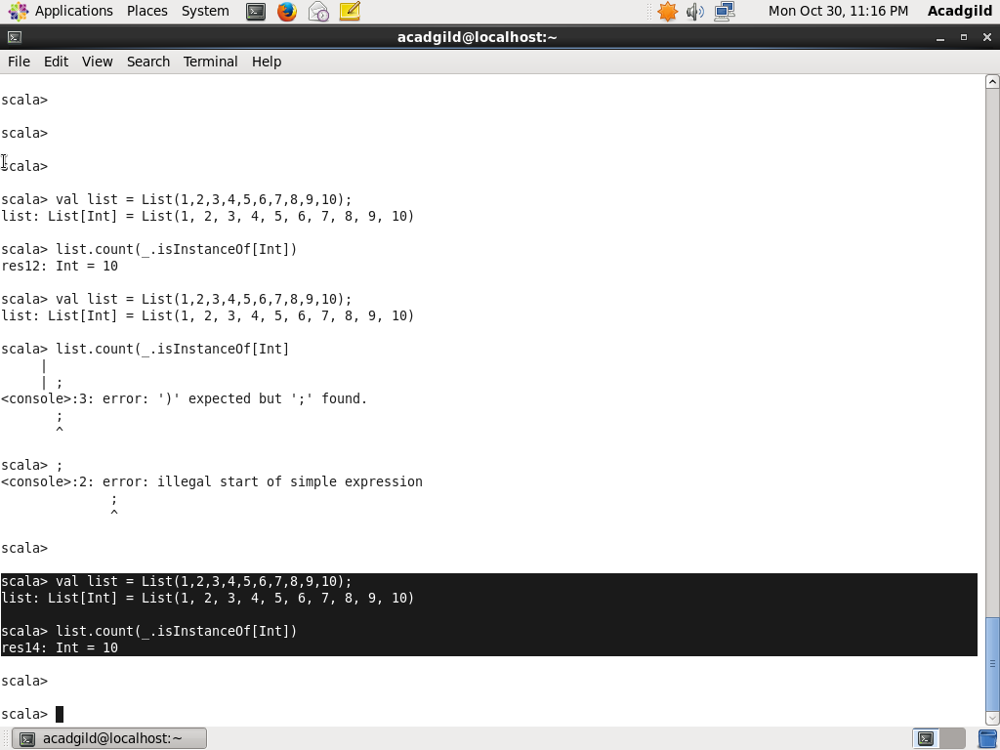 Applications Places System Mon Oct 30, 11:16 PM Acadgild
acadgild@localhost:~
File Edit View Search Terminal Help
scala>
scala>
scala>
scala> val list = List(1,2,3,4,5,6,7,8,9,10);
list: List[Int] = List(1, 2, 3, 4, 5, 6, 7, 8, 9, 10)
scala> list.count(_.isInstanceOf[Int])
res12: Int = 10
scala> val list = List(1,2,3,4,5,6,7,8,9,10);
list: List[Int] = List(1, 2, 3, 4, 5, 6, 7, 8, 9, 10)
scala> list.count(_.isInstanceOf[Int]
|
| ;
<console>:3: error: ')' expected but ';' found.
;
^
scala> ;
<console>:2: error: illegal start of simple expression
;
^
scala>
scala> val list = List(1,2,3,4,5,6,7,8,9,10);
list: List[Int] = List(1, 2, 3, 4, 5, 6, 7, 8, 9, 10)
scala> list.count(_.isInstanceOf[Int])
res14: Int = 10
scala>
scala>
acadgild@localhost:~